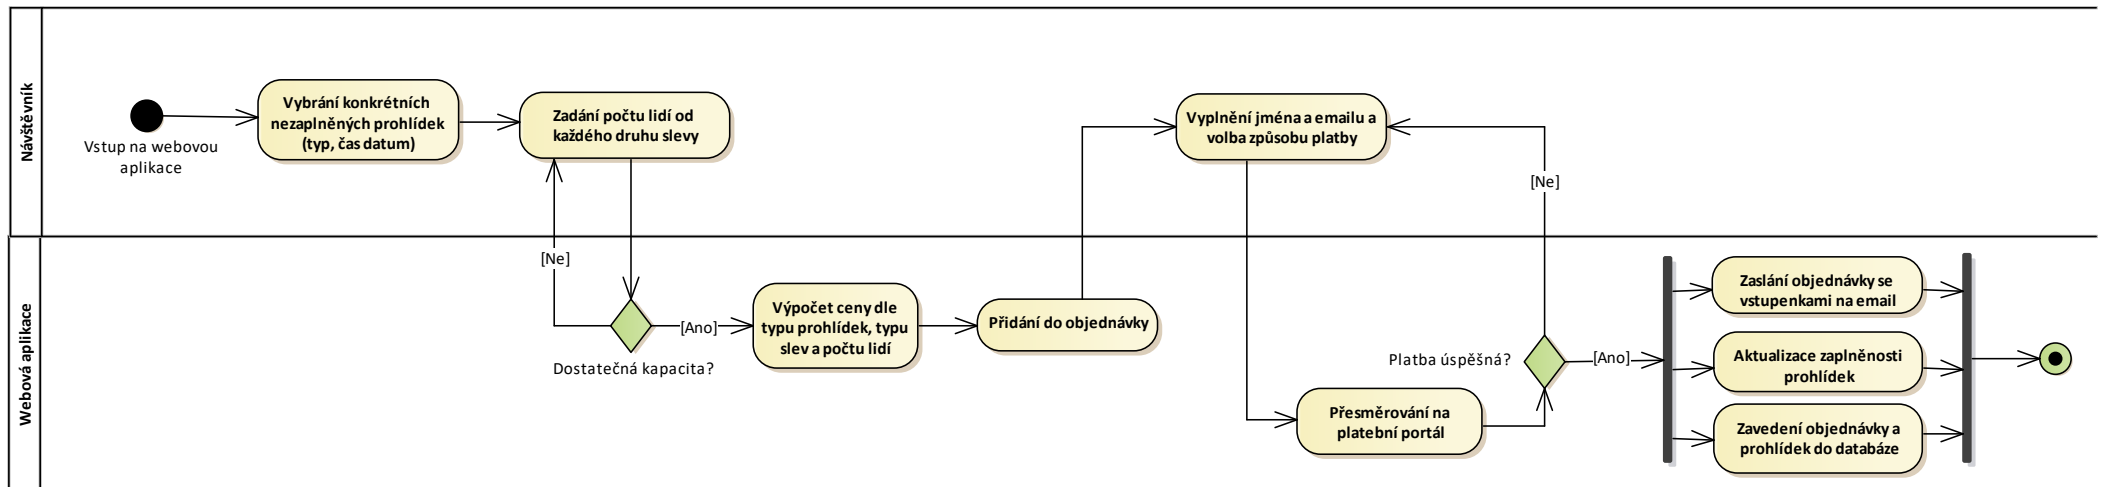 Návštěvník
Vstup na webovou
aplikace
Vybrání konkrétních
nezaplněných prohlídek
(typ, čas datum)
Zadání počtu lidí od
každého druhu slevy
Vyplnění jména a emailu a
volba způsobu platby
[Ne]
Webová aplikace
[Ne]
Dostatečná kapacita?
[Ano]
Výpočet ceny dle
typu prohlídek, typu
slev a počtu lidí
Přidání do objednávky
Přesměrování na
platební portál
Platba úspěšná?
[Ano]
Zaslání objednávky se
vstupenkami na email
Aktualizace zaplněnosti
prohlídek
Zavedení objednávky a
prohlídek do databáze